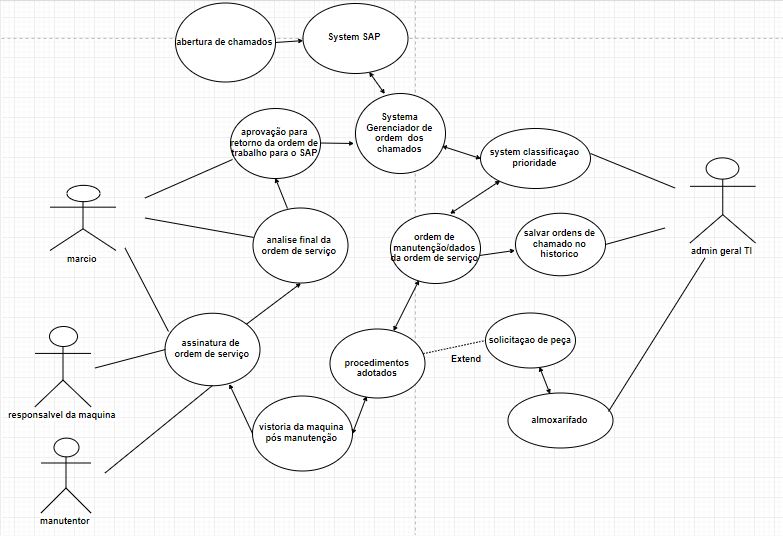 abertura de chamados
System SAP
Systema
Gerenciador de
ordem dos
chamados
aprovação para
retorno da ordem de
trabalho para o SAP
system classificaçao
prioridade
marcio
analise final da
ordem de serviço
ordem de
manutenção/dados
da ordem de serviço
salvar ordens de
chamado no
historico
admin geral TI
assinatura de
ordem de serviço
procedimentos
adotados
Extend
solicitaçao de peça
responsalvel da maquina
vistoria da maquina
pós manutenção
almoxarifado
manutentor